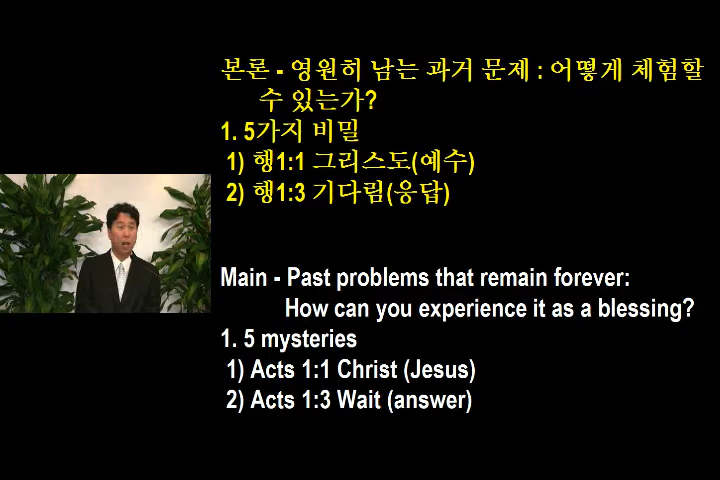 본론 - 영원히 남는 과거 문제 : 어떻게 체험할
수 있는가?
1. 5가지 비밀
1) 행1:1 그리스도(예수)
2) 행1:3 기다림(응답)
Main - Past problems that remain forever:
How can you experience it as a blessing?
1. 5 mysteries
1) Acts 1:1 Christ (Jesus)
2) Acts 1:3 Wait (answer)